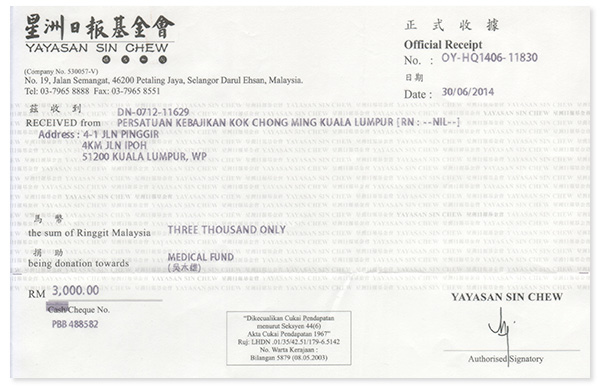 星洲日報基金會
YAYASAN SIN CHEW
(Company No. 530057-V)
No. 19, Jalan Semangat, 46200 Petaling Jaya, Selangor Darul Ehsan, Malaysia.
Tel: 03-7965 8888 Fax: 03-7965 8551
正式收據
Official Receipt
No. : OY-HQ1406-11830
日期
Date : 30/06/2014
茲收到
DN-0712-11629
RECEIVED from PERSATUAN KEBAJIKAN KOK CHONG MING KUALA LUMPUR [RN : --NIL--]
Address : 4-1 JLN PINGGIR
4KM JLN IPOH
51200 KUALA LUMPUR, WP
馬幣
the sum of Ringgit Malaysia THREE THOUSAND ONLY
捐助
being donation towards MEDICAL FUND
(吳水雄)
RM 3,000.00
Cash/Cheque No.
PBB 488582
"Dikecualikan Cukai Pendapatan
menurut Seksyen 44(6)
Akta Cukai Pendapatan 1967"
Ruj: LHDN .01/35/42.51/179-6.5142
No. Warta Kerajaan :
Bilangan 5879 (08.05.2003)
YAYASAN SIN CHEW
Authorised Signatory